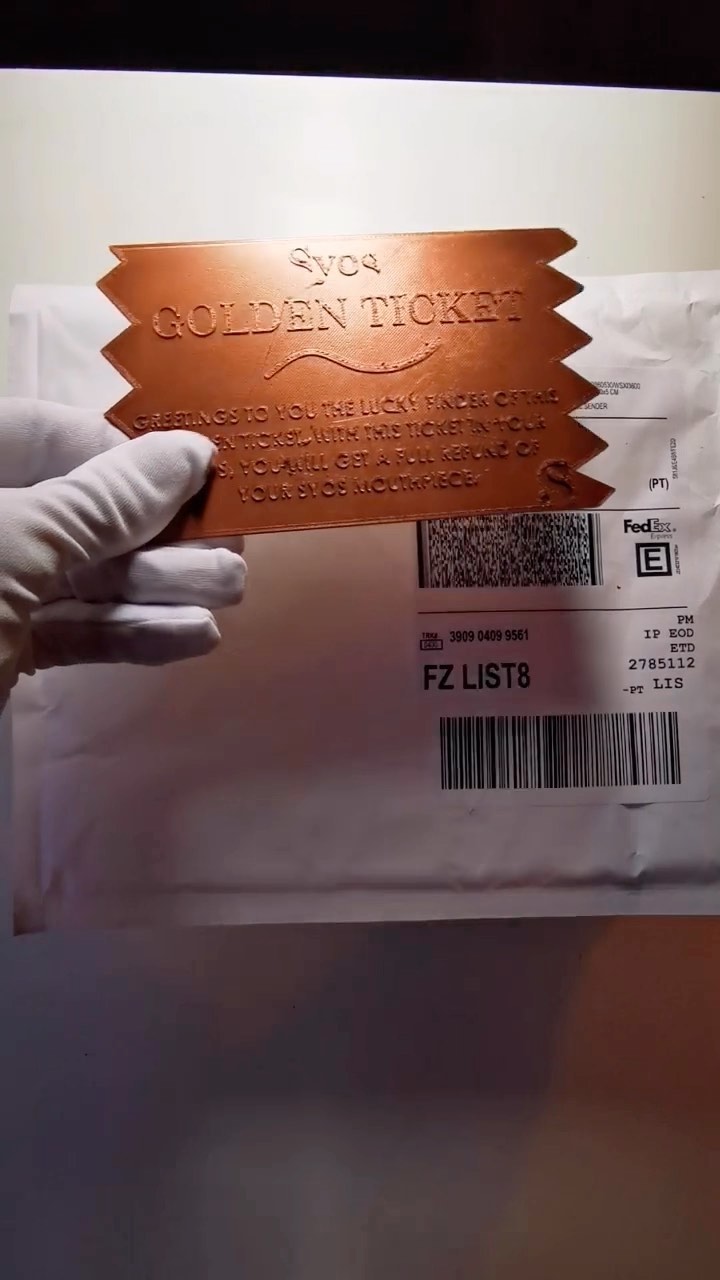 Syos
GOLDEN TICKET
GREETINGS TO YOU THE LUCKY FINDER OF THIS
EN TICKET, WITH THIS TICKET IN YOUR
S, YOU WILL GET A FULL REFUND OF
YOUR SYOS MOUTHPIECE.
S
SENDER
(PT)
FedEx
Express
E
TRK#
3909 0409 9561
FZ LIST8
PM
IP EOD
ETD
2785112
-PT LIS